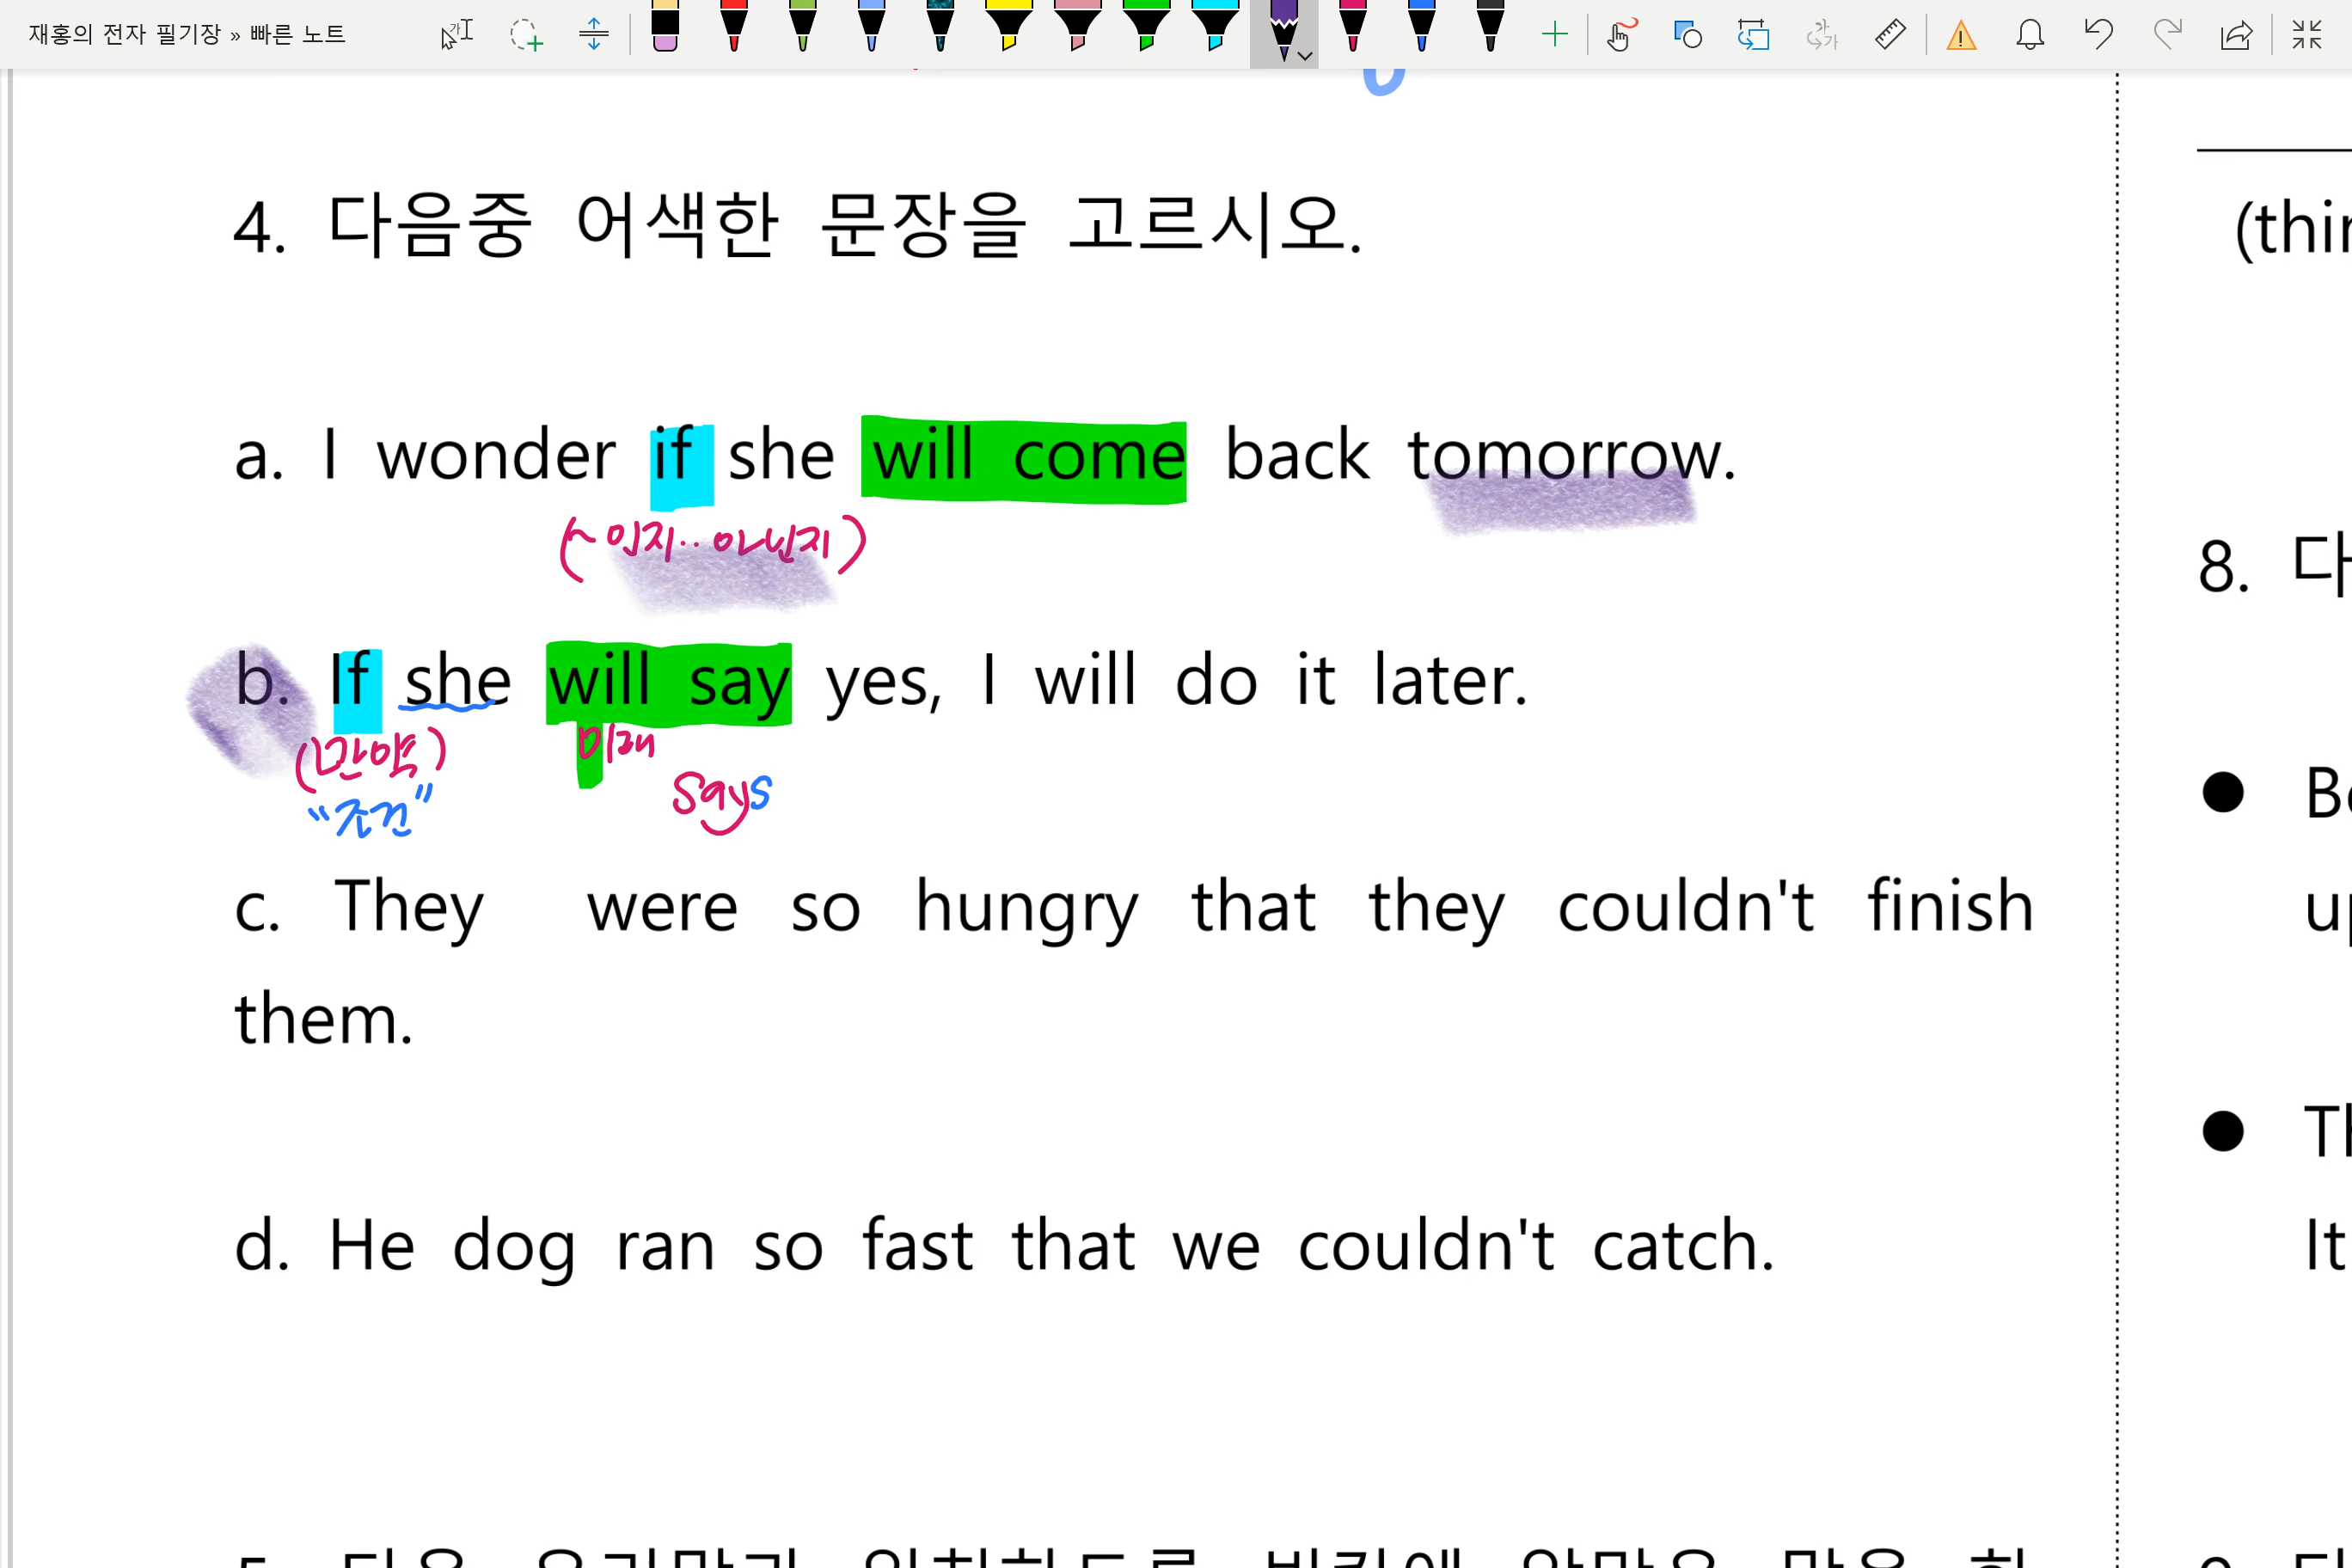 재홍의 전자 필기장 » 빠른 노트
4. 다음중 어색한 문장을 고르시오.
(thin
a. I wonder if she will come back tomorrow.
(~인지.. 아닌지)
8. 다
b. If she will say yes, I will do it later.
(만약)
미래
"조건"
says
Be
c. They were so hungry that they couldn't finish
up
them.
Th
d. He dog ran so fast that we couldn't catch.
It